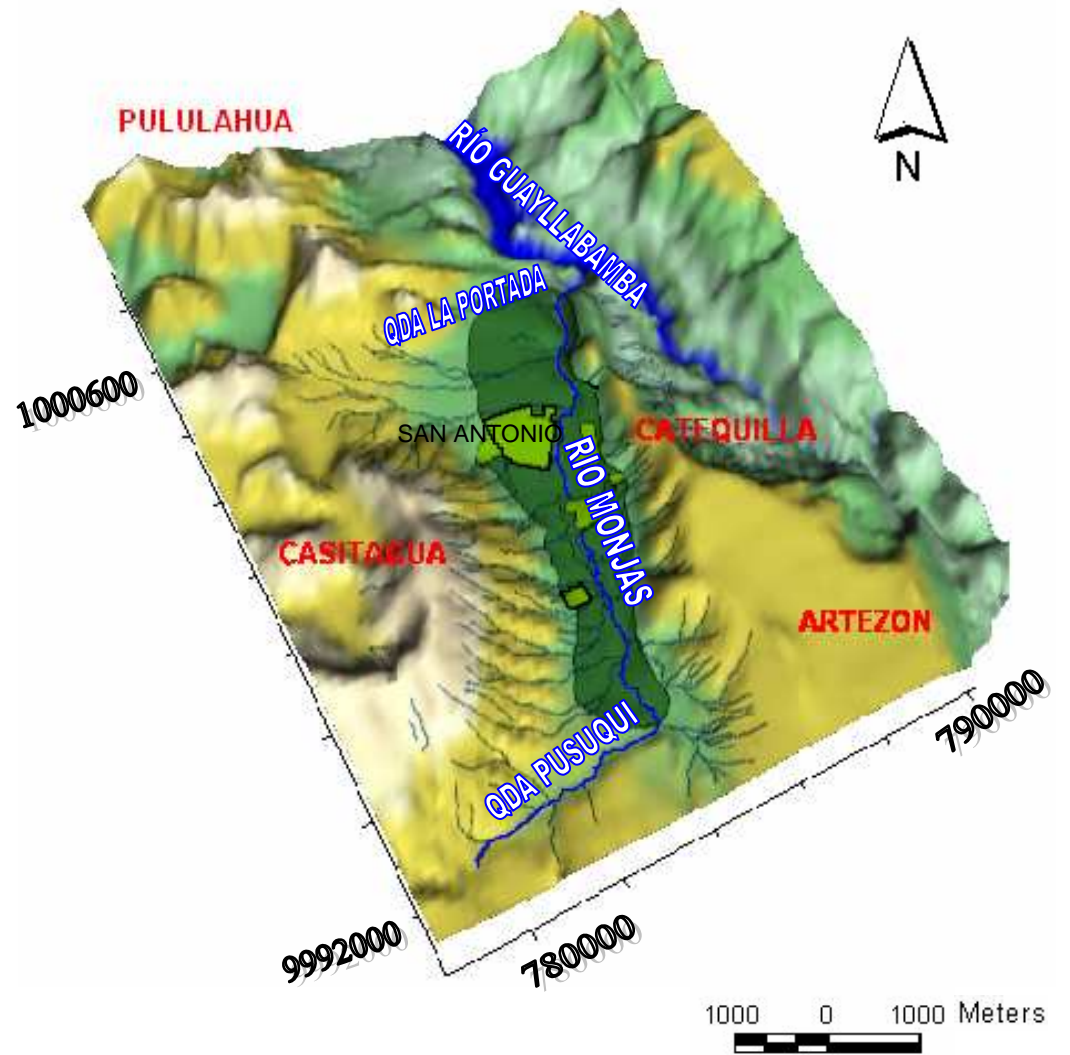 PULULAHUA
RÍO GUAYLLABAMBA
N
QDA LA PORTADA
1000600
SAN ANTONIO
CATEQUILLA
RIO MONJAS
CASITAGUA
ARTEZON
QDA PUSUQUI
790000
9992000
780000
1000 0 1000 Meters